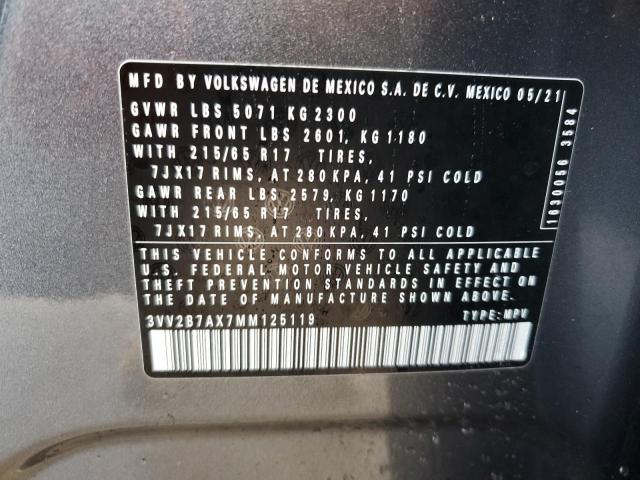 MFD BY VOLKSWAGEN DE MEXICO S.A. DE C.V. MEXICO 05/21
GVWR LBS 5071 KG 2300
GAWR FRONT LBS 2601, KG 1180
WITH 215/65 R17 TIRES,
7JX17 RIMS, AT 280 KPA, 41 PSI COLD
GAWR REAR LBS 2579, KG 1170
WITH 215/65 R17 TIRES,
7JX17 RIMS, AT 280 KPA, 41 PSI COLD
1030056 3584
THIS VEHICLE CONFORMS TO ALL APPLICABLE
U.S. FEDERAL MOTOR VEHICLE SAFETY AND
THEFT PREVENTION STANDARDS IN EFFECT ON
THE DATE OF MANUFACTURE SHOWN ABOVE.
3VV2B7AX7MM125119 TYPE: MPV